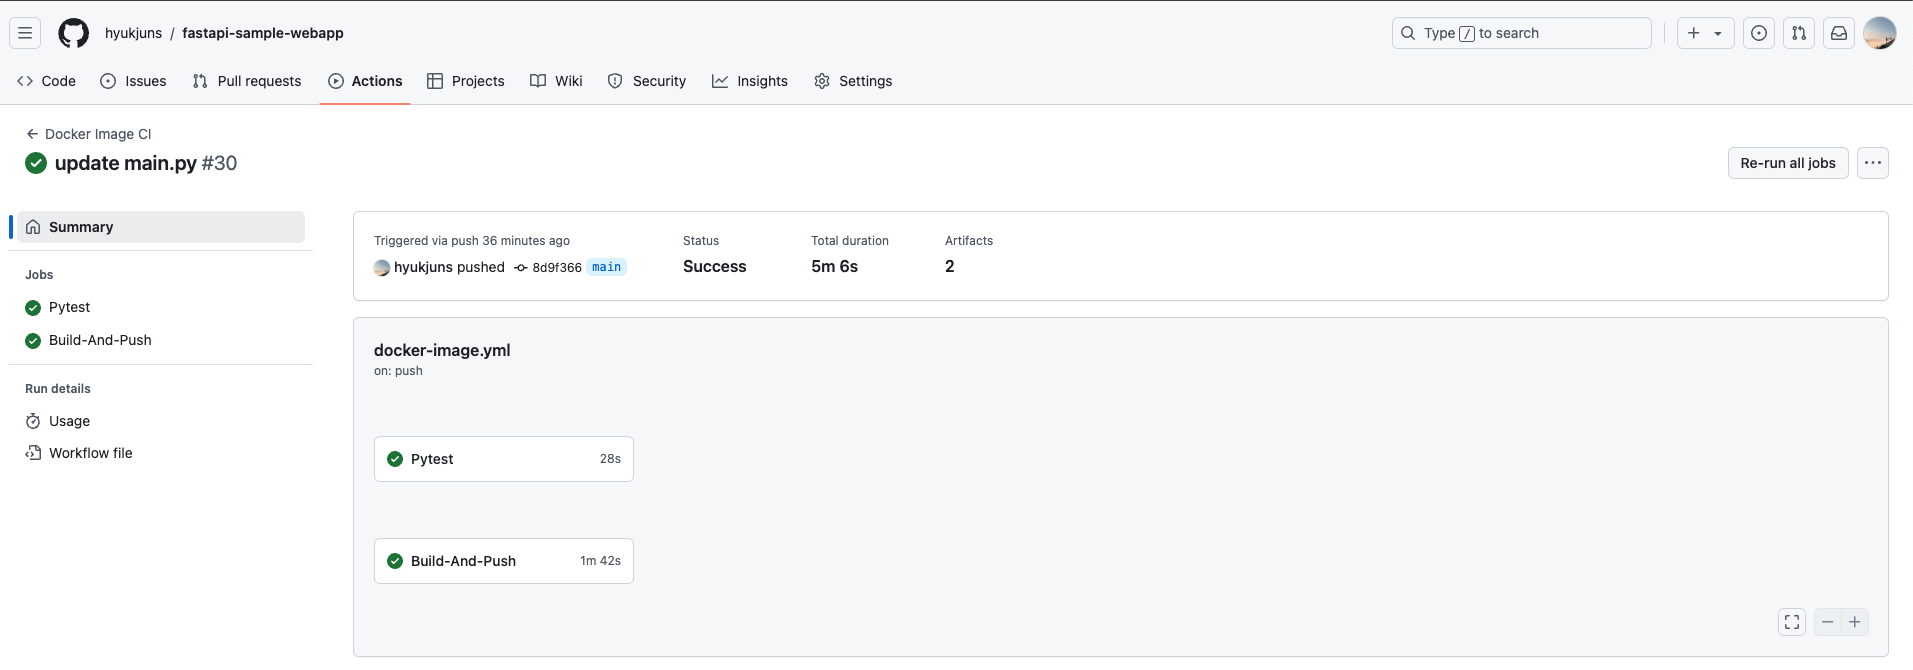 hyukjuns / fastapi-sample-webapp
Type / to search
Code Issues Pull requests Actions Projects Wiki Security Insights Settings
Docker Image CI
update main.py #30
Re-run all jobs
Summary
Jobs
Pytest
Build-And-Push
Run details
Usage
Workflow file
Triggered via push 36 minutes ago
hyukjuns pushed 8d9f366 main
Status
Success
Total duration
5m 6s
Artifacts
2
docker-image.yml
on: push
Pytest 28s
Build-And-Push 1m 42s